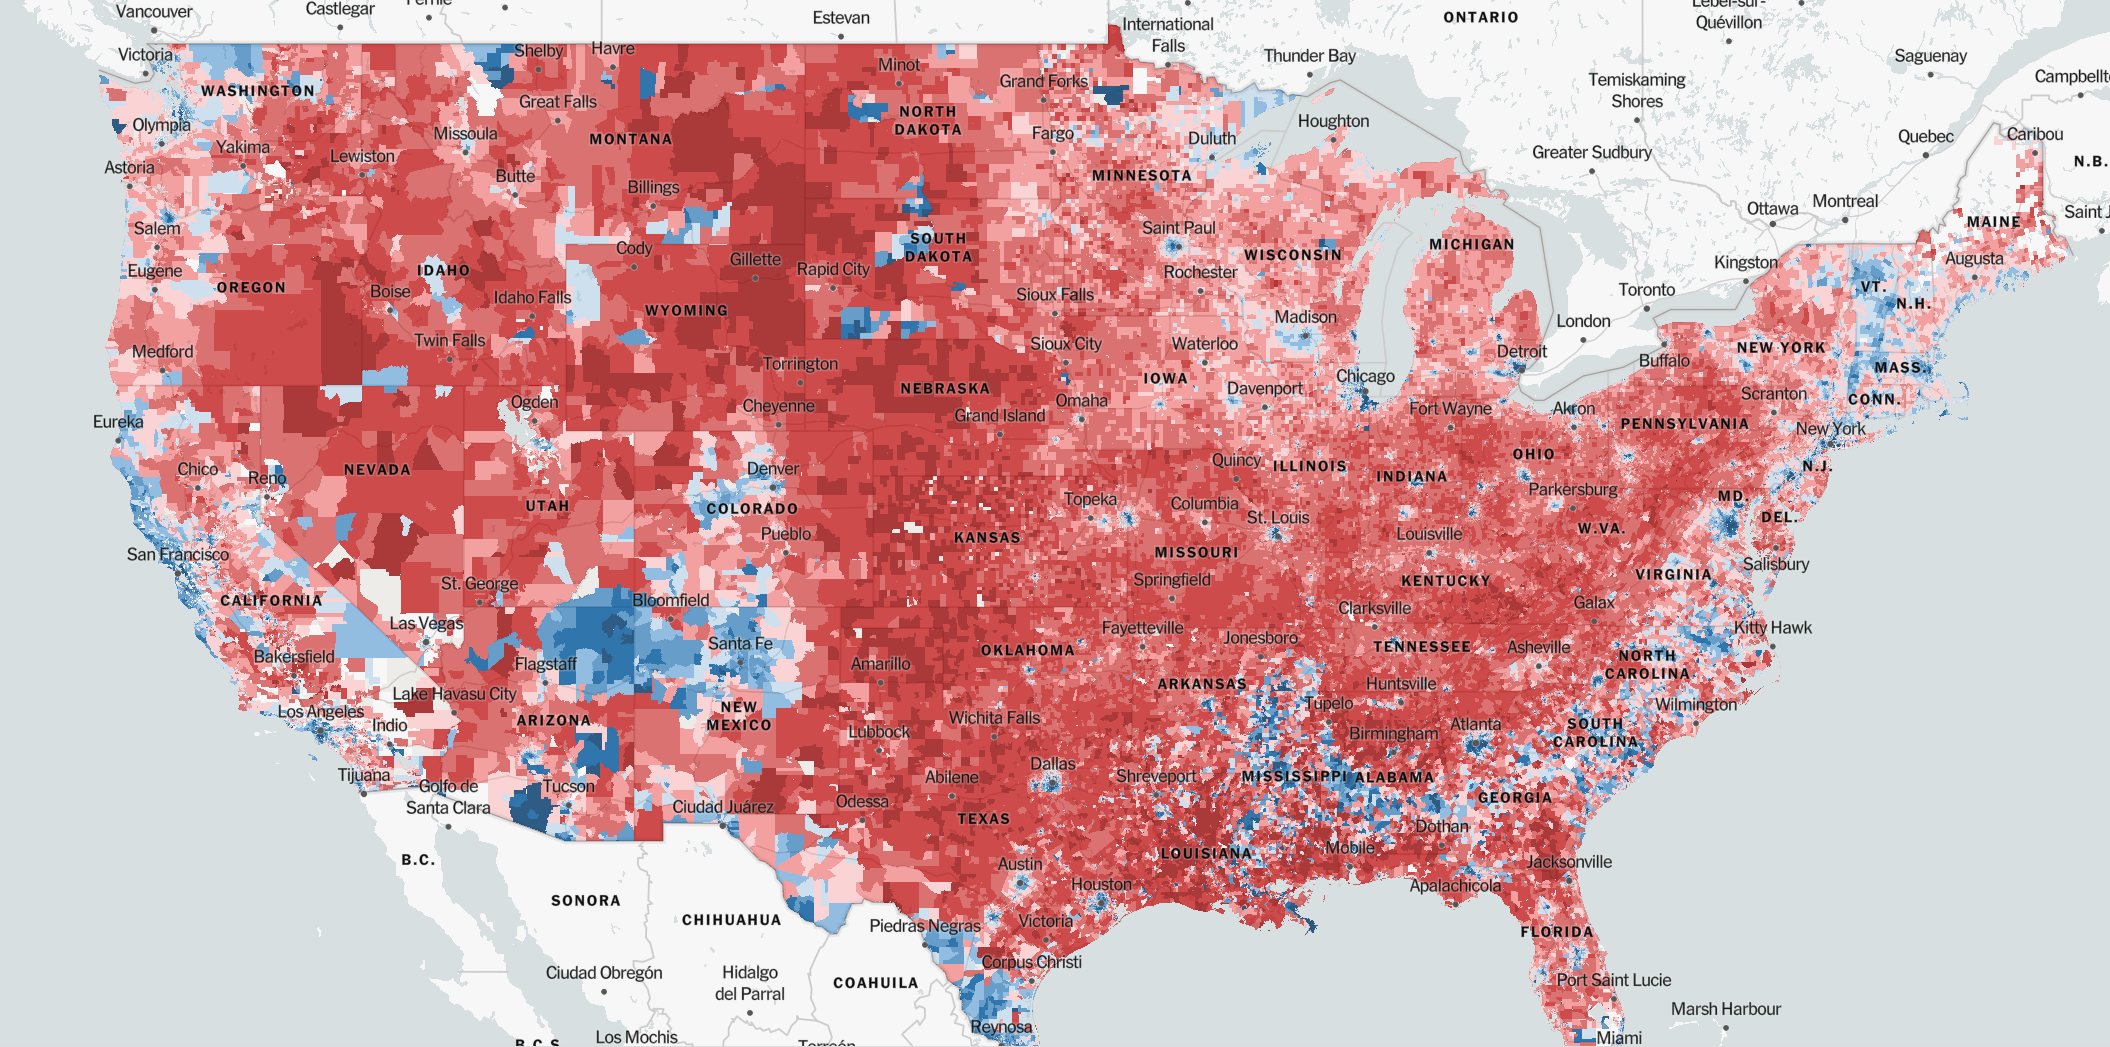 Vancouver
Castlegar
Estevan
International
Falls
ONTARIO
Quévillon
Victoria
Shelby
Havre
Minot
Thunder Bay
Saguenay
WASHINGTON
Great Falls
Grand Forks
Temiskaming
Shores
Campbellt
Olympia
Missoula
MONTANA
NORTH
DAKOTA
Fargo
Duluth
Houghton
Quebec
Caribou
Yakima
Lewiston
Greater Sudbury
N.B.
Astoria
Butte
Billings
MINNESOTA
Ottawa
Montreal
Saint J
Salem
Cody
SOUTH
DAKOTA
Saint Paul
WISCONSIN
MICHIGAN
MAINE
Eugene
OREGON
IDAHO
Gillette
Rapid City
Rochester
Kingston
Augusta
Boise
Idaho Falls
WYOMING
Sioux Falls
Madison
Toronto
VT.
N.H.
Medford
Twin Falls
Torrington
Sioux City
Waterloo
London
Detroit
Buffalo
NEW YORK
MASS.
Eureka
Ogden
Cheyenne
NEBRASKA
Grand Island
Omaha
IOWA
Davenport
Chicago
Fort Wayne
Akron
Scranton
CONN.
PENNSYLVANIA
New York
Chico
Reno
NEVADA
UTAH
Denver
COLORADO
Pueblo
Topeka
Quincy
ILLINOIS
INDIANA
OHIO
Parkersburg
N.J.
MD.
DEL.
San Francisco
KANSAS
Columbia
St. Louis
MISSOURI
Louisville
W.VA.
Salisbury
CALIFORNIA
St. George
Bloomfield
Springfield
KENTUCKY
VIRGINIA
Las Vegas
Santa Fe
Clarksville
Galax
Kitty Hawk
Bakersfield
Flagstaff
Amarillo
OKLAHOMA
Fayetteville
Jonesboro
TENNESSEE
Asheville
NORTH
CAROLINA
Lake Havasu City
Los Angeles
Indio
ARIZONA
NEW
MEXICO
Lubbock
Wichita Falls
ARKANSAS
Huntsville
Tupelo
Birmingham
Atlanta
SOUTH
CAROLINA
Wilmington
Tijuana
Golfo de
Santa Clara
Tucson
Ciudad Juárez
Odessa
Abilene
Dallas
Shreveport
MISSISSIPPI
ALABAMA
GEORGIA
B.C.
TEXAS
LOUISIANA
Dothan
Mobile
Jacksonville
SONORA
CHIHUAHUA
Piedras Negras
Austin
Houston
Victoria
Apalachicola
FLORIDA
Ciudad Obregón
Hidalgo
del Parral
COAHUILA
Corpus Christi
Port Saint Lucie
Marsh Harbour
Los Mochis
Reynosa
Miami